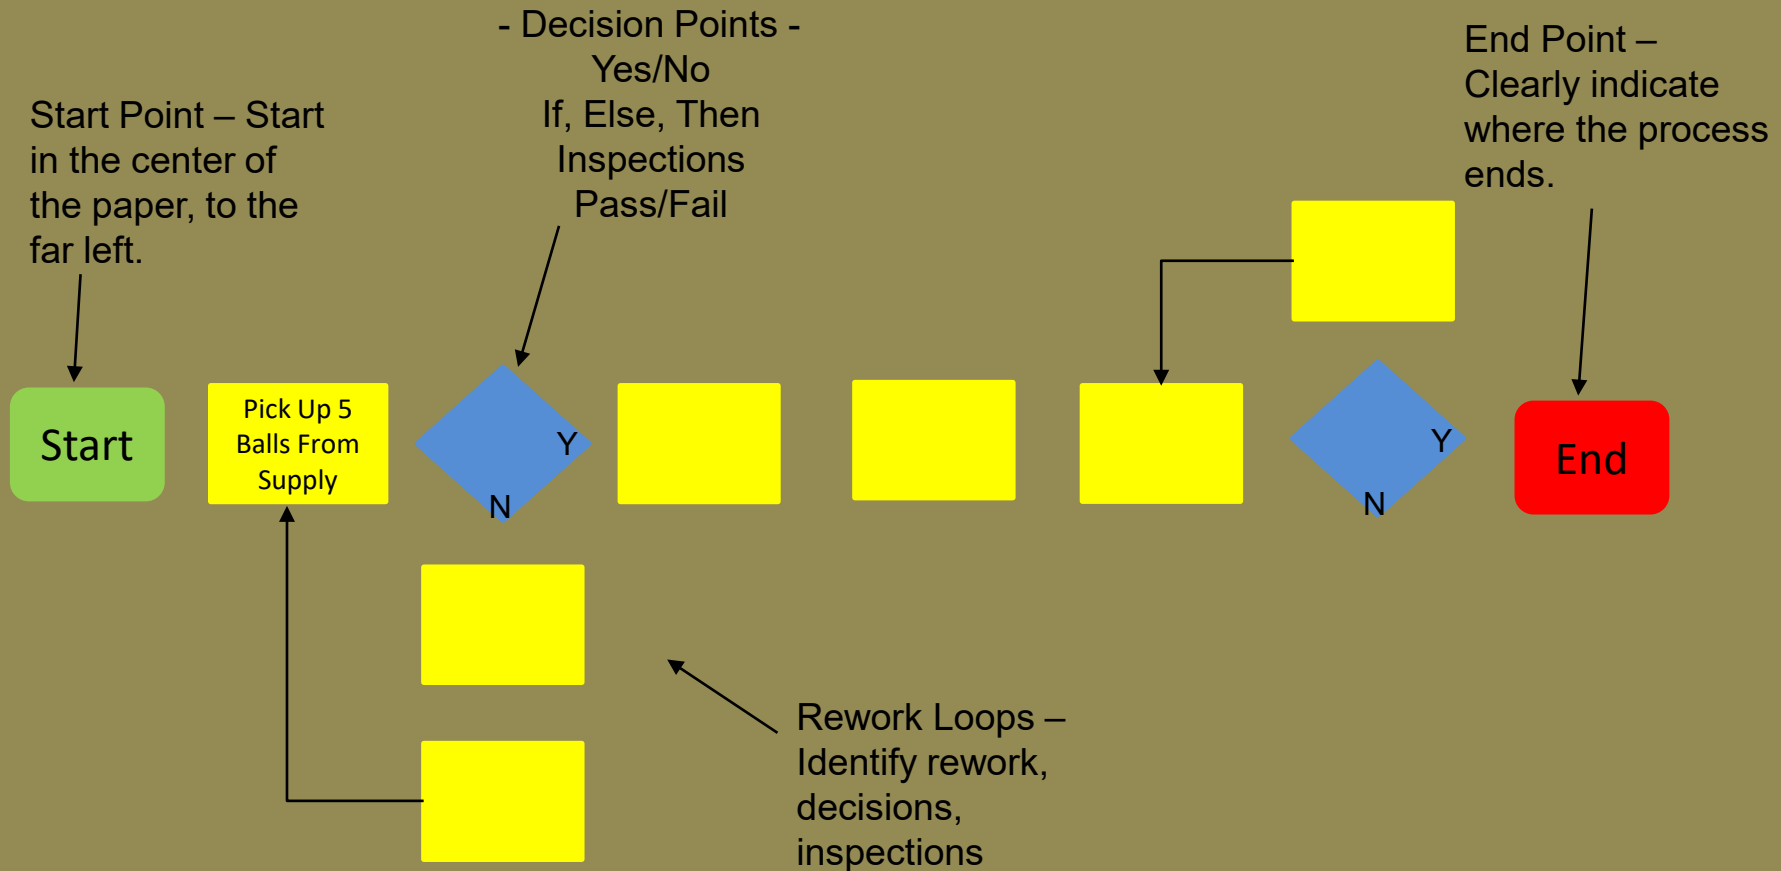 - Decision Points -
Yes/No
If, Else, Then
Inspections
Pass/Fail
End Point –
Clearly indicate
where the process
ends.
Start Point – Start
in the center of
the paper, to the
far left.
Start
Pick Up 5
Balls From
Supply
Y
N
Y
N
End
Rework Loops –
Identify rework,
decisions,
inspections